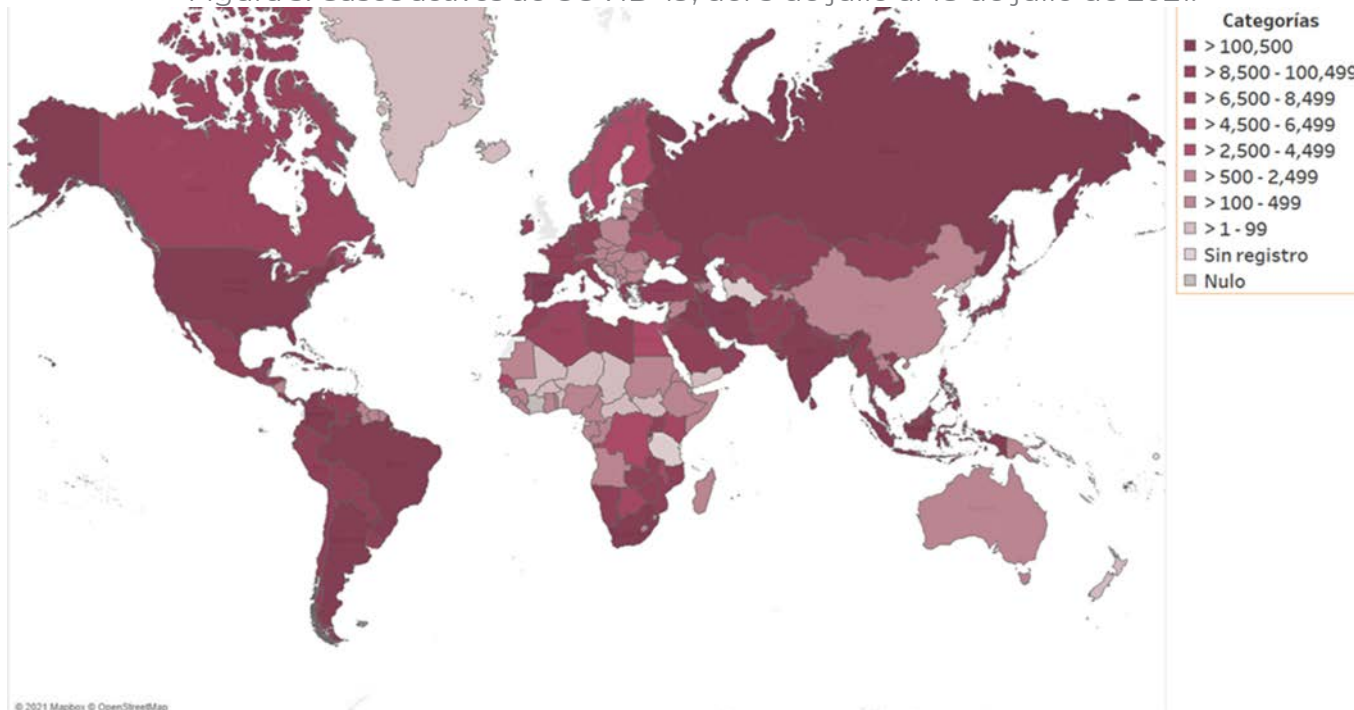 Categorías
> 100,500
> 8,500 - 100,499
> 6,500 - 8,499
> 4,500 - 6,499
> 2,500 - 4,499
> 500 - 2,499
> 100 - 499
> 1 - 99
Sin registro
Nulo
© 2021 Mapbox © OpenStreetMap